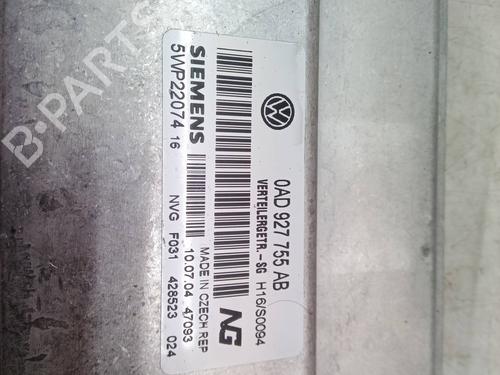 B-PARTS
VW
0AD 927 755 AB
VERTEILERGETR.-SG H16/S0094
NG
MADE IN CZECH REP
SIEMENS 10.07.04 47093
5WP22074 16 NVG F031 428523 024